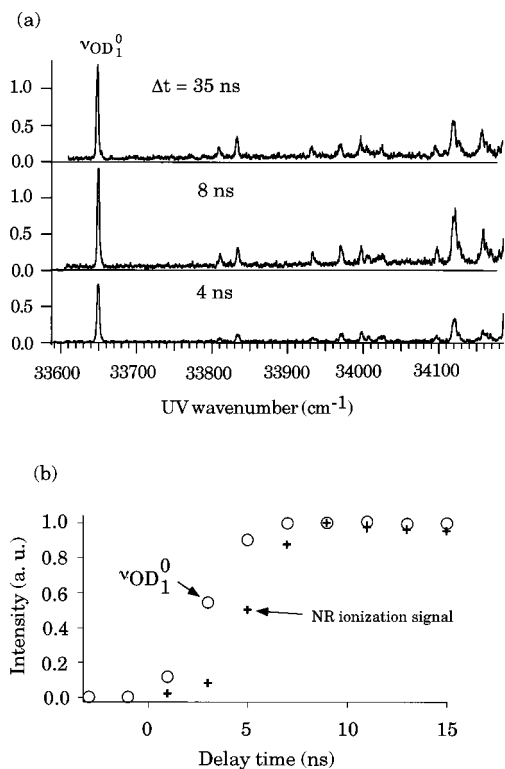 (a)
νOD₁⁰
Δt = 35 ns
1.0
0.5
0.0
8 ns
1.0
0.5
0.0
4 ns
1.0
0.5
0.0
33600 33700 33800 33900 34000 34100
UV wavenumber (cm⁻¹)
(b)
Intensity (a. u.)
1.0
0.8
0.6
0.4
0.2
0.0
νOD₁⁰
NR ionization signal
0 5 10 15
Delay time (ns)